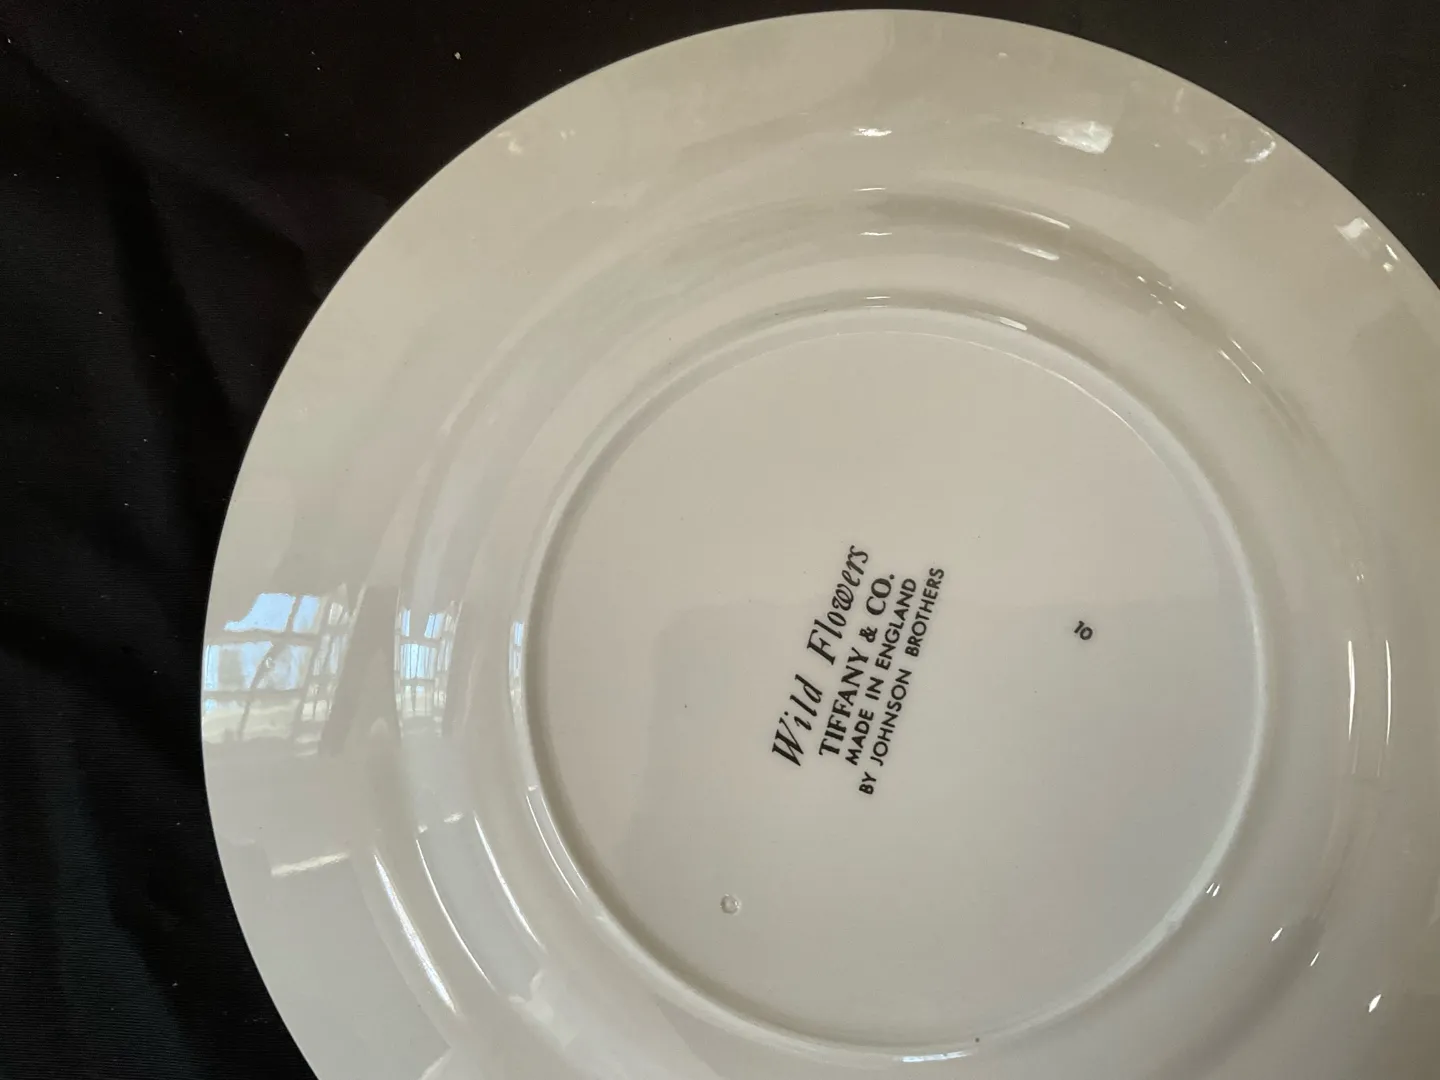 Wild Flowers
TIFFANY & CO.
MADE IN ENGLAND
BY JOHNSON BROTHERS
10